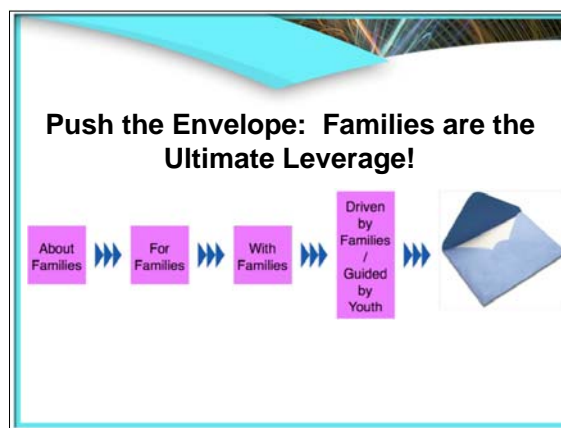 Push the Envelope:  Families are the
Ultimate Leverage!
About
Families
For
Families
With
Families
Driven
by
Families
/
Guided
by
Youth